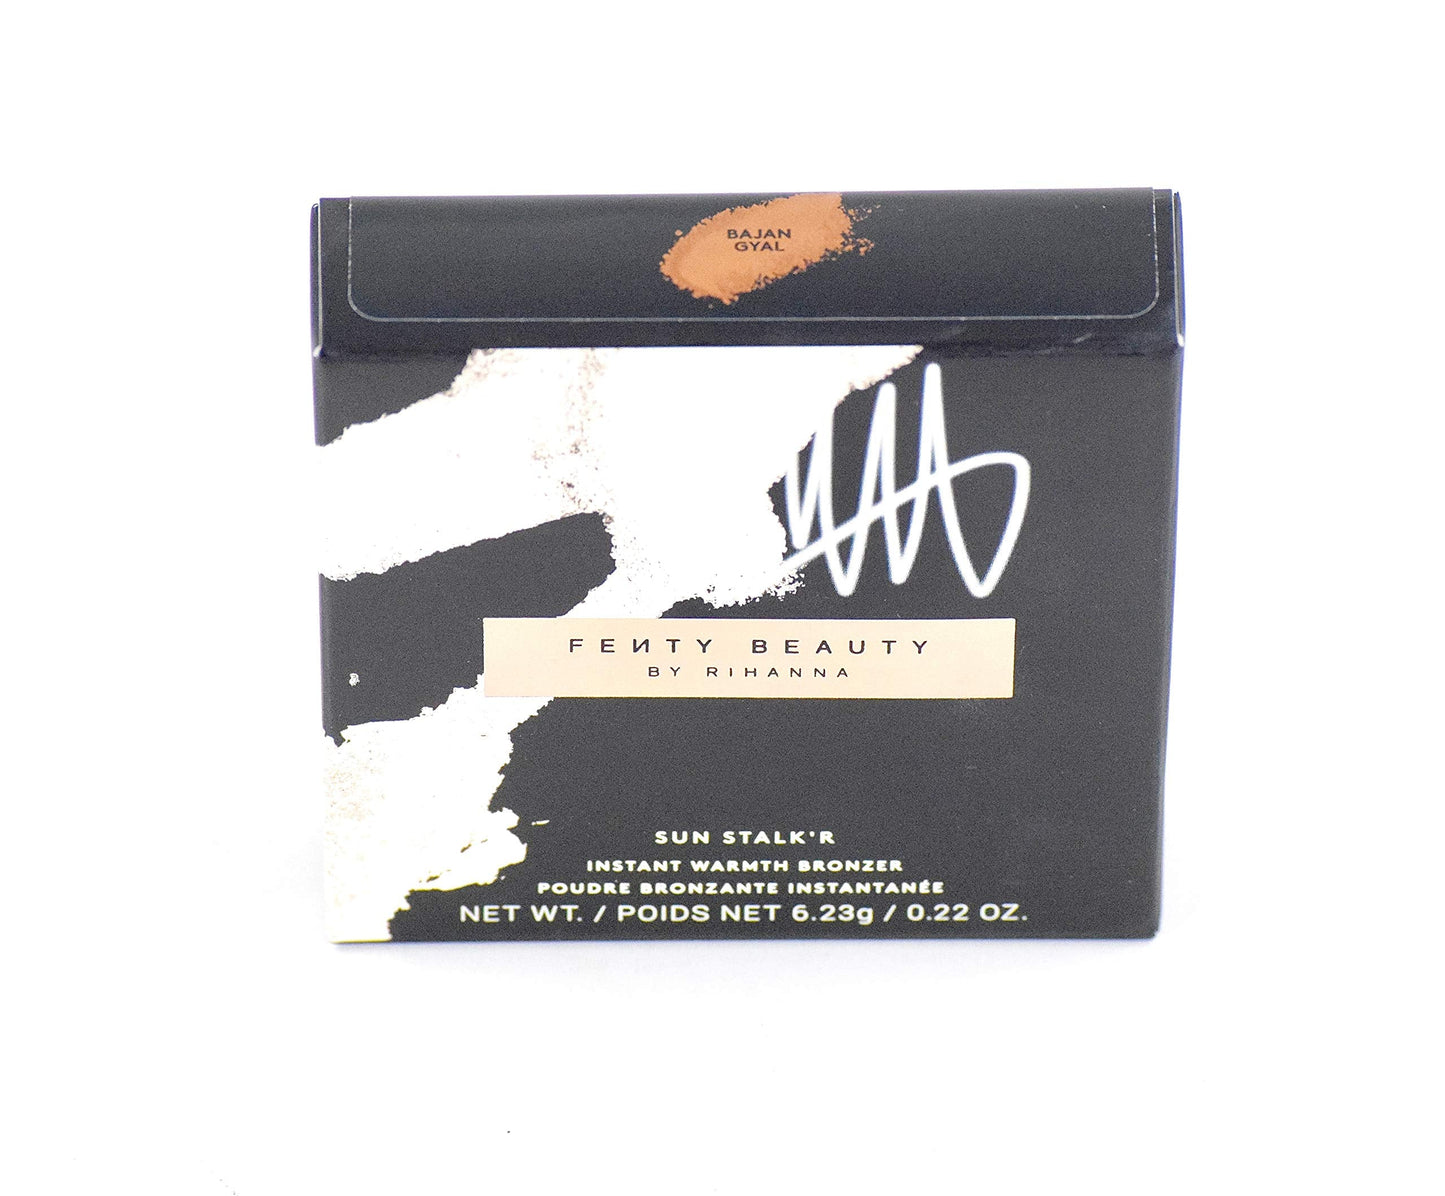 BAJAN
GYAL
FEИTY BEAUTY
BY RIHANNA
SUN STALK'R
INSTANT WARMTH BRONZER
POUDRE BRONZANTE INSTANTANÉE
NET WT. / POIDS NET 6.23g / 0.22 OZ.